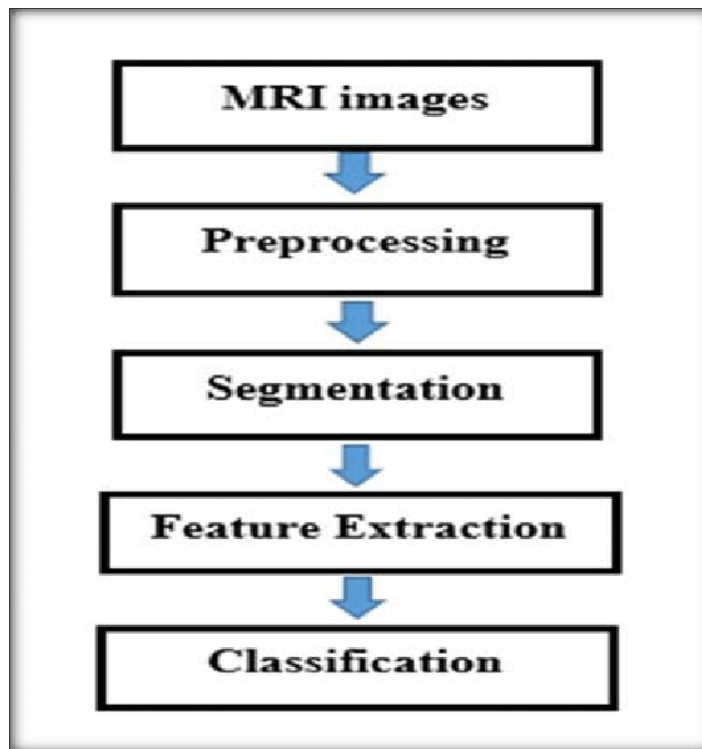 MRI images
Preprocessing
Segmentation
Feature Extraction
Classification